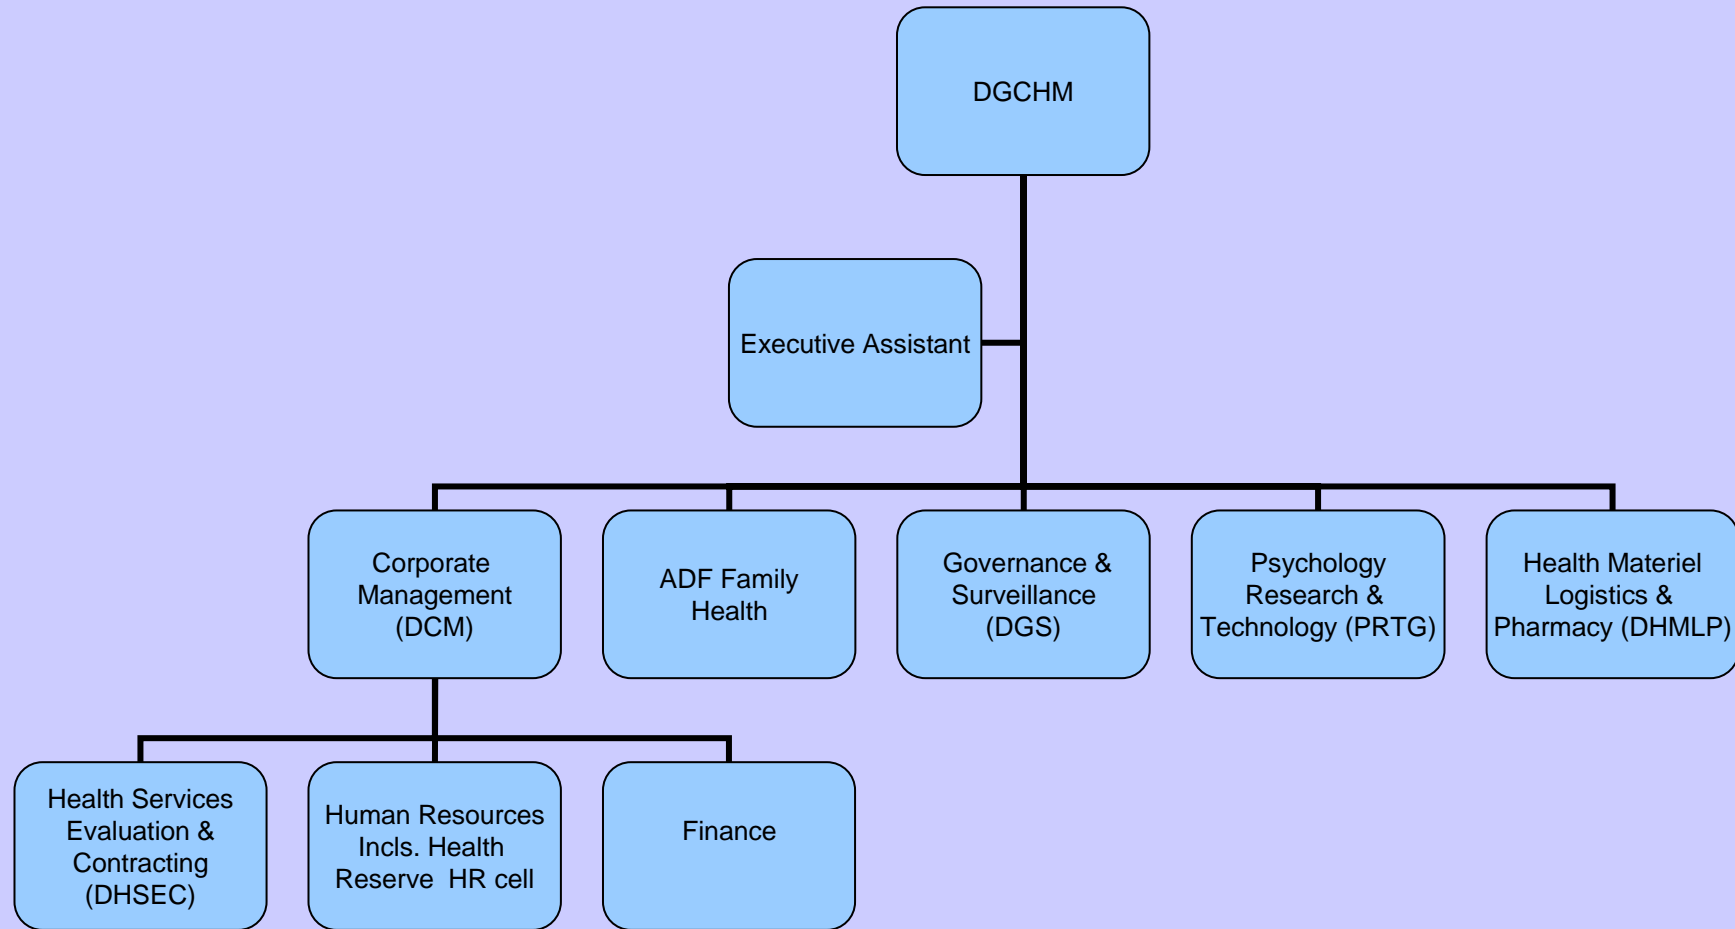 DGCHM
Executive Assistant
Corporate
Management
(DCM)
ADF Family
Health
Governance &
Surveillance
(DGS)
Psychology
Research &
Technology (PRTG)
Health Materiel
Logistics &
Pharmacy (DHMLP)
Health Services
Evaluation &
Contracting
(DHSEC)
Human Resources
Incls. Health
Reserve  HR cell
Finance